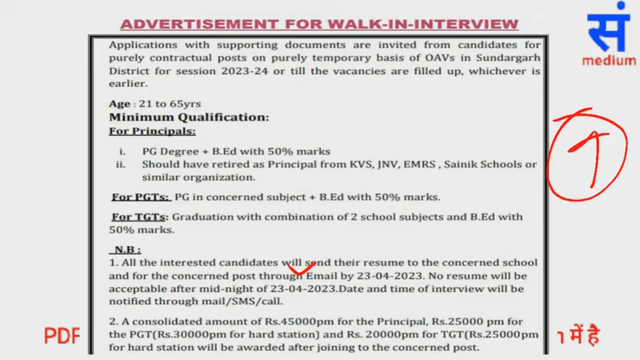 ADVERTISEMENT FOR WALK-IN-INTERVIEW
सं
medium
Applications with supporting documents are invited from candidates for
purely contractual posts on purely temporary basis of OAVs in Sundargarh
District for session 2023-24 or till the vacancies are filled up, whichever is
earlier.
Age : 21 to 65yrs
Minimum Qualification:
For Principals:
i. PG Degree + B.Ed with 50% marks
ii. Should have retired as Principal from KVS, JNV, EMRS , Sainik Schools or
similar organization.
For PGTs: PG in concerned subject + B.Ed with 50% marks.
For TGTs: Graduation with combination of 2 school subjects and B.Ed with
50% marks.
N.B :
1. All the interested candidates will send their resume to the concerned school
and for the concerned post through Email by 23-04-2023. No resume will be
acceptable after mid-night of 23-04-2023.Date and time of interview will be
notified through mail/SMS/call.
2. A consolidated amount of Rs.45000pm for the Principal, Rs.25000 pm for
the PGT(Rs.30000pm for hard station) and Rs. 20000pm for TGT(Rs.25000pm
for hard station will be awarded after joining to the concerned post.
PDF में है